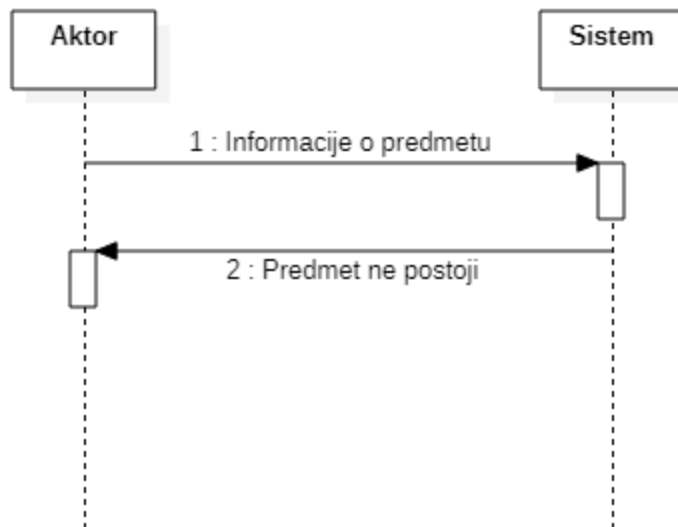 Aktor
Sistem
1 : Informacije o predmetu
2 : Predmet ne postoji